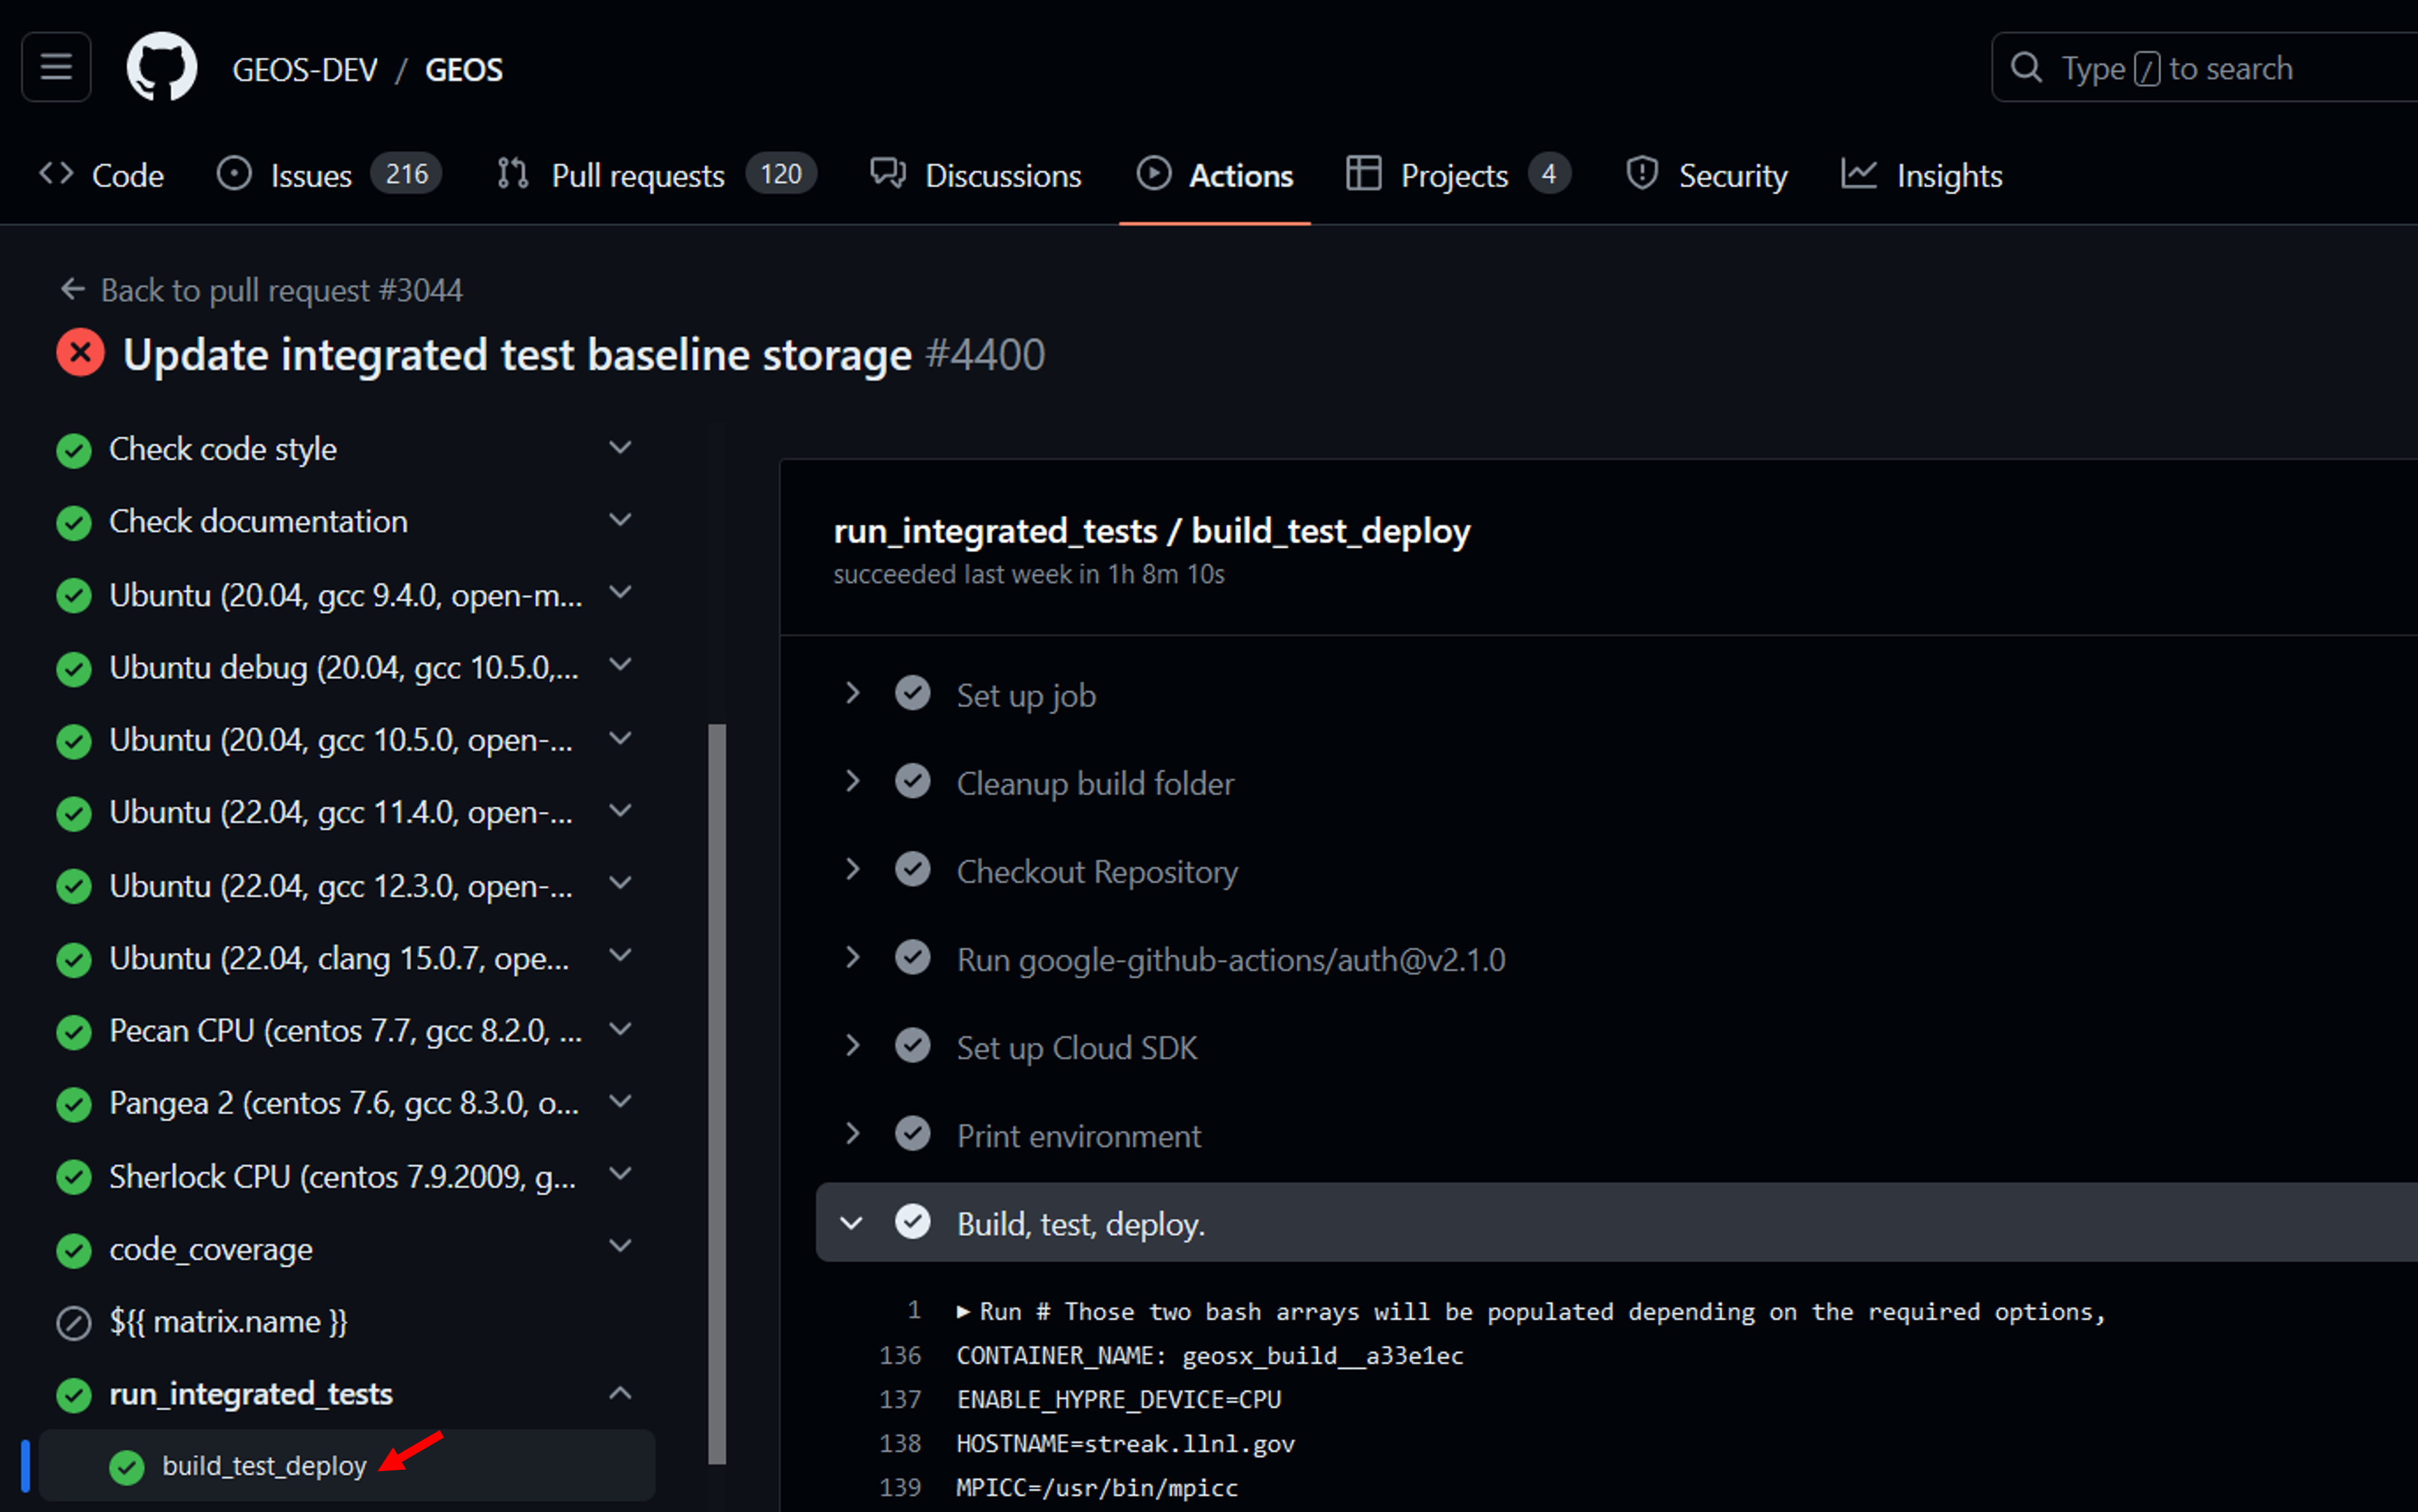 GEOS-DEV / GEOS
Type / to search
Code
Issues 216
Pull requests 120
Discussions
Actions
Projects 4
Security
Insights
Back to pull request #3044
Update integrated test baseline storage #4400
Check code style
Check documentation
Ubuntu (20.04, gcc 9.4.0, open-m...
Ubuntu debug (20.04, gcc 10.5.0,...
Ubuntu (20.04, gcc 10.5.0, open-...
Ubuntu (22.04, gcc 11.4.0, open-...
Ubuntu (22.04, gcc 12.3.0, open-...
Ubuntu (22.04, clang 15.0.7, ope...
Pecan CPU (centos 7.7, gcc 8.2.0, ...
Pangea 2 (centos 7.6, gcc 8.3.0, o...
Sherlock CPU (centos 7.9.2009, g...
code_coverage
${{ matrix.name }}
run_integrated_tests
build_test_deploy
run_integrated_tests / build_test_deploy
succeeded last week in 1h 8m 10s
Set up job
Cleanup build folder
Checkout Repository
Run google-github-actions/auth@v2.1.0
Set up Cloud SDK
Print environment
Build, test, deploy.
1 Run # Those two bash arrays will be populated depending on the required options,
136 CONTAINER_NAME: geosx_build__a33e1ec
137 ENABLE_HYPRE_DEVICE=CPU
138 HOSTNAME=streak.llnl.gov
139 MPICC=/usr/bin/mpicc